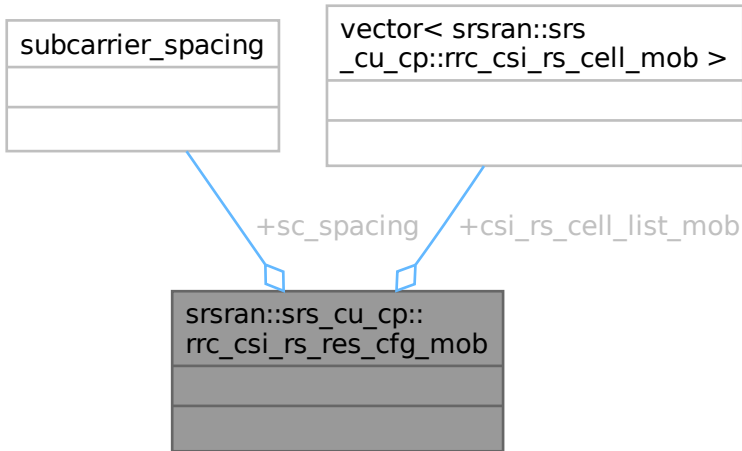 subcarrier_spacing
vector< srsran::srs
_cu_cp::rrc_csi_rs_cell_mob >
+sc_spacing
+csi_rs_cell_list_mob
srsran::srs_cu_cp::
rrc_csi_rs_res_cfg_mob